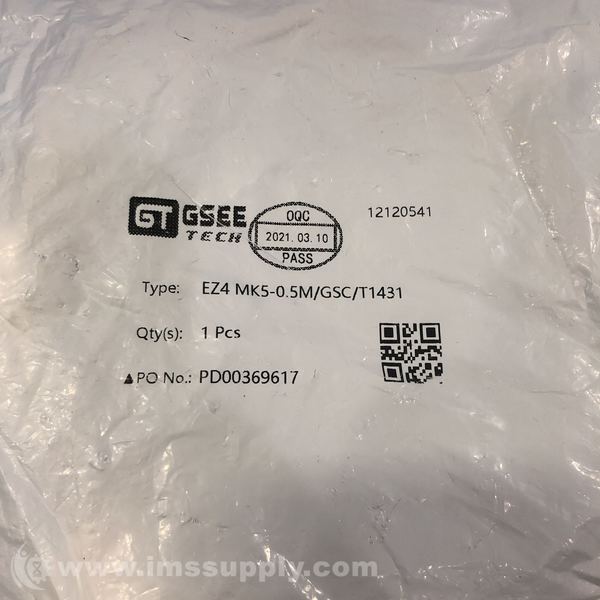 GT GSEE TECH
OQC
2021.03.10
PASS
12120541
Type: EZ4 MK5-0.5M/GSC/T1431
Qty(s): 1 Pcs
▲PO No.: PD00369617
© www.imssupply.com